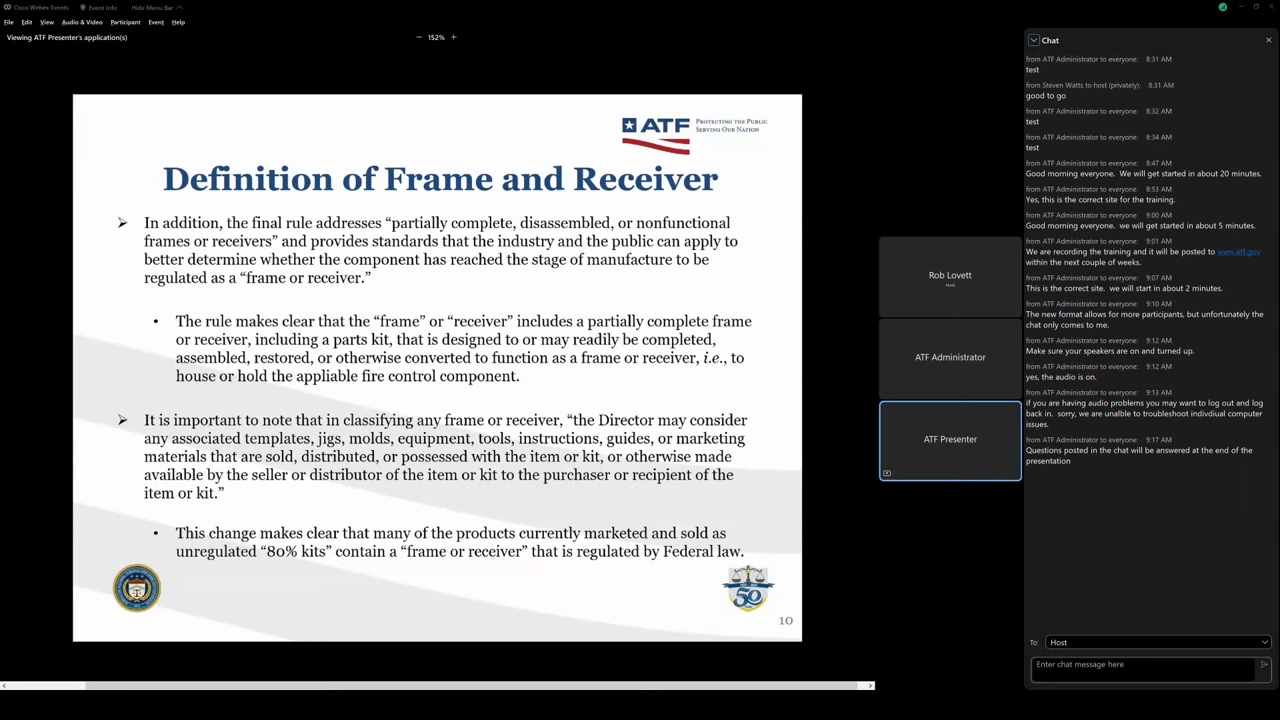 Cisco Webex Events
Event Info
Hide Menu Bar
File
Edit
View
Audio & Video
Participant
Event
Help
Viewing ATF Presenter's application(s)
152%
ATF
PROTECTING THE PUBLIC
SERVING OUR NATION
Definition of Frame and Receiver
In addition, the final rule addresses “partially complete, disassembled, or nonfunctional
frames or receivers” and provides standards that the industry and the public can apply to
better determine whether the component has reached the stage of manufacture to be
regulated as a “frame or receiver.”
• The rule makes clear that the “frame” or “receiver” includes a partially complete frame
or receiver, including a parts kit, that is designed to or may readily be completed,
assembled, restored, or otherwise converted to function as a frame or receiver, i.e., to
house or hold the appliable fire control component.
It is important to note that in classifying any frame or receiver, “the Director may consider
any associated templates, jigs, molds, equipment, tools, instructions, guides, or marketing
materials that are sold, distributed, or possessed with the item or kit, or otherwise made
available by the seller or distributor of the item or kit to the purchaser or recipient of the
item or kit.”
• This change makes clear that many of the products currently marketed and sold as
unregulated “80% kits” contain a “frame or receiver” that is regulated by Federal law.
50
10
Rob Lovett
Host
ATF Administrator
ATF Presenter
Chat
from ATF Administrator to everyone: 8:31 AM
test
from Steven Watts to host (privately): 8:31 AM
good to go
from ATF Administrator to everyone: 8:32 AM
test
from ATF Administrator to everyone: 8:34 AM
test
from ATF Administrator to everyone: 8:47 AM
Good morning everyone. We will get started in about 20 minutes.
from ATF Administrator to everyone: 8:53 AM
Yes, this is the correct site for the training.
from ATF Administrator to everyone: 9:00 AM
Good morning everyone. we will get started in about 5 minutes.
from ATF Administrator to everyone: 9:01 AM
We are recording the training and it will be posted to www.atf.gov
within the next couple of weeks.
from ATF Administrator to everyone: 9:07 AM
This is the correct site. we will start in about 2 minutes.
from ATF Administrator to everyone: 9:10 AM
The new format allows for more participants, but unfortunately the
chat only comes to me.
from ATF Administrator to everyone: 9:12 AM
Make sure your speakers are on and turned up.
from ATF Administrator to everyone: 9:12 AM
yes, the audio is on.
from ATF Administrator to everyone: 9:13 AM
if you are having audio problems you may want to log out and log
back in. sorry, we are unalble to troubleshoot indivdiual computer
issues.
from ATF Administrator to everyone: 9:17 AM
Questions posted in the chat will be answered at the end of the
presentation
To: Host
Enter chat message here